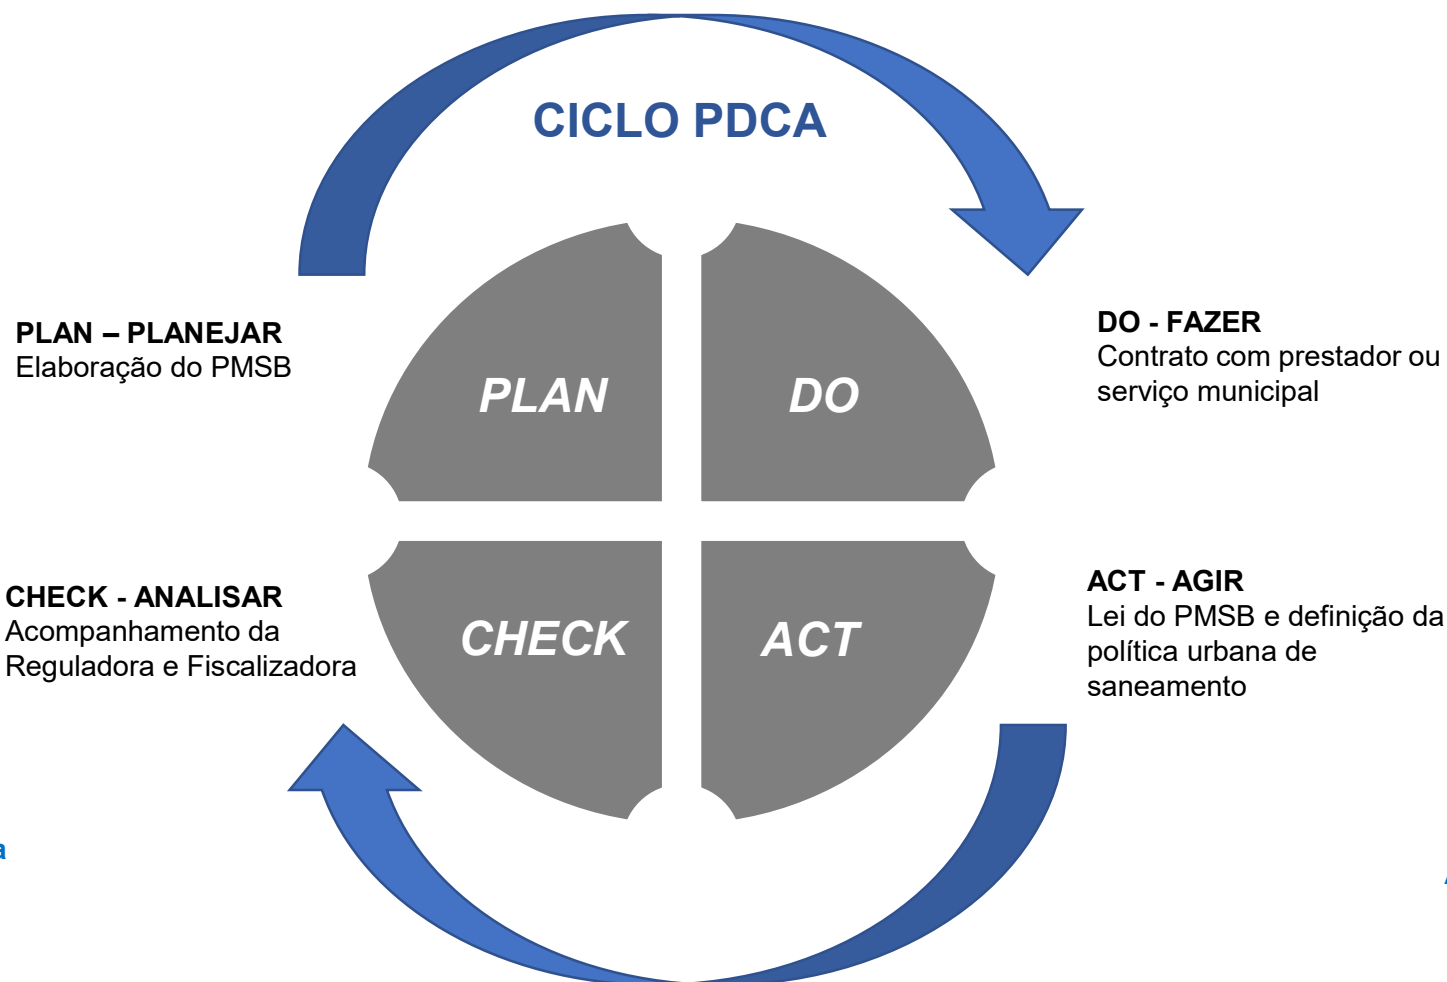 CICLO PDCA
PLAN – PLANEJAR
Elaboração do PMSB
DO - FAZER
Contrato com prestador ou
serviço municipal
PLAN
DO
CHECK - ANALISAR
Acompanhamento da
Reguladora e Fiscalizadora
CHECK
ACT
ACT - AGIR
Lei do PMSB e definição da
política urbana de
saneamento